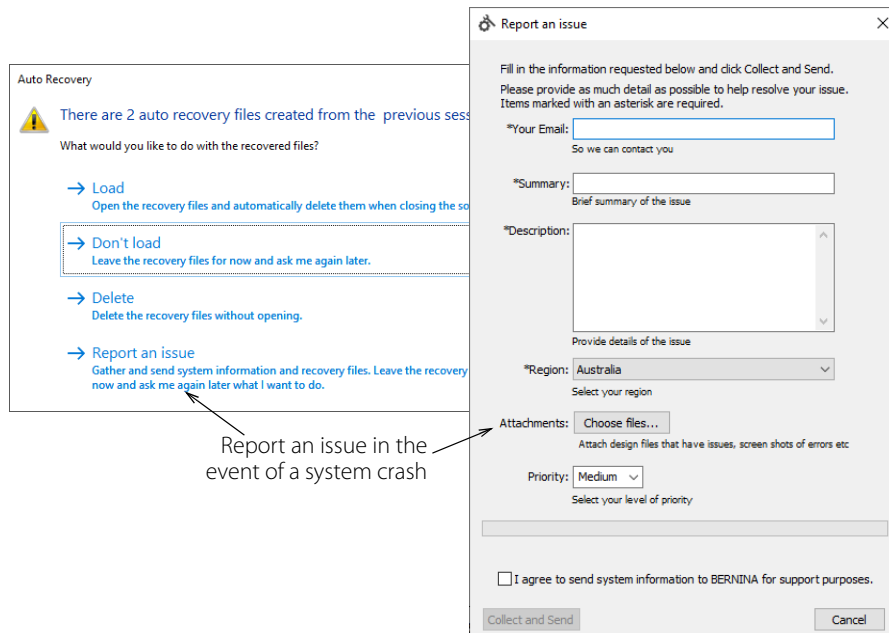 Auto Recovery
There are 2 auto recovery files created from the previous sess
What would you like to do with the recovered files?
Load
Open the recovery files and automatically delete them when closing the so
Don't load
Leave the recovery files for now and ask me again later.
Delete
Delete the recovery files without opening.
Report an issue
Gather and send system information and recovery files. Leave the recovery
now and ask me again later what I want to do.
Report an issue in the
event of a system crash
Report an issue
Fill in the information requested below and click Collect and Send.
Please provide as much detail as possible to help resolve your issue.
Items marked with an asterisk are required.
*Your Email:
So we can contact you
*Summary:
Brief summary of the issue
*Description:
Provide details of the issue
*Region: Australia
Select your region
Attachments: Choose files...
Attach design files that have issues, screen shots of errors etc
Priority: Medium
Select your level of priority
I agree to send system information to BERNINA for support purposes.
Collect and Send Cancel